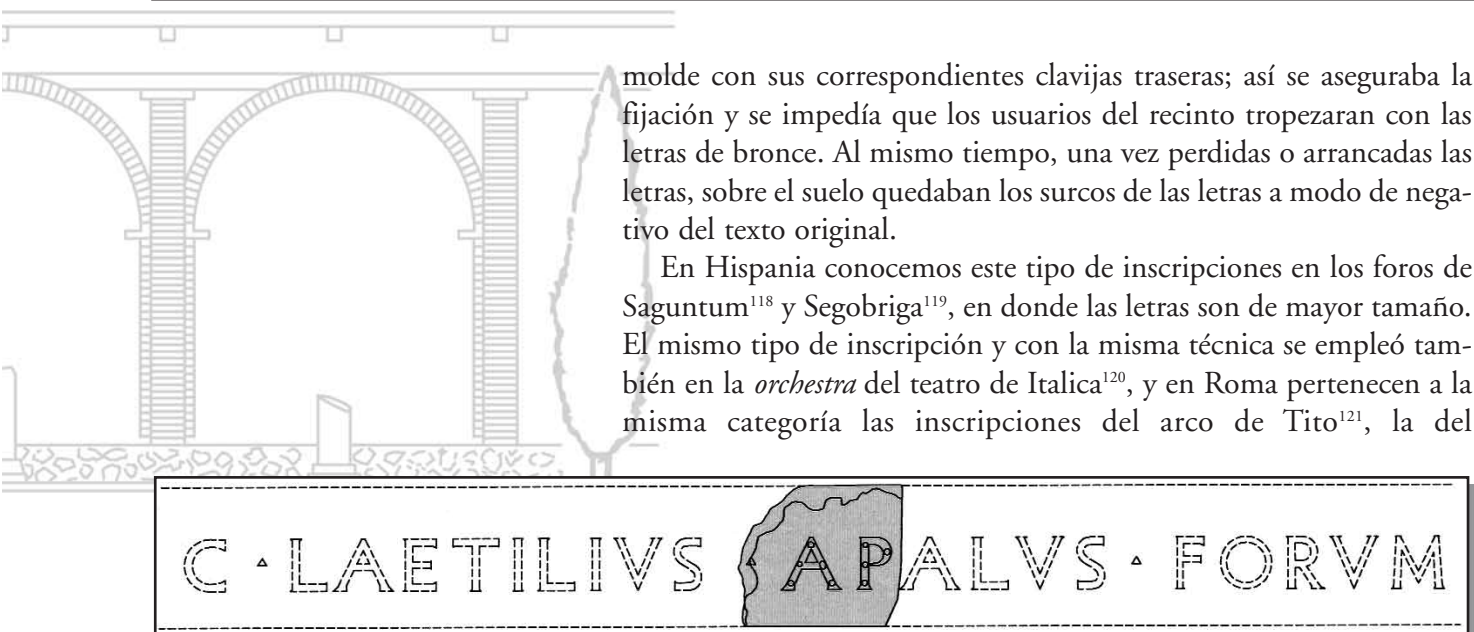 molde con sus correspondientes clavijas traseras; así se aseguraba la
fijación y se impedía que los usuarios del recinto tropezaran con las
letras de bronce. Al mismo tiempo, una vez perdidas o arrancadas las
letras, sobre el suelo quedaban los surcos de las letras a modo de nega-
tivo del texto original.
En Hispania conocemos este tipo de inscripciones en los foros de
Saguntum¹¹⁸ y Segobriga¹¹⁹, en donde las letras son de mayor tamaño.
El mismo tipo de inscripción y con la misma técnica se empleó tam-
bién en la orchestra del teatro de Italica¹²⁰, y en Roma pertenecen a la
misma categoría las inscripciones del arco de Tito¹²¹, la del
C · LAETILIVS · APALVS · FORVM